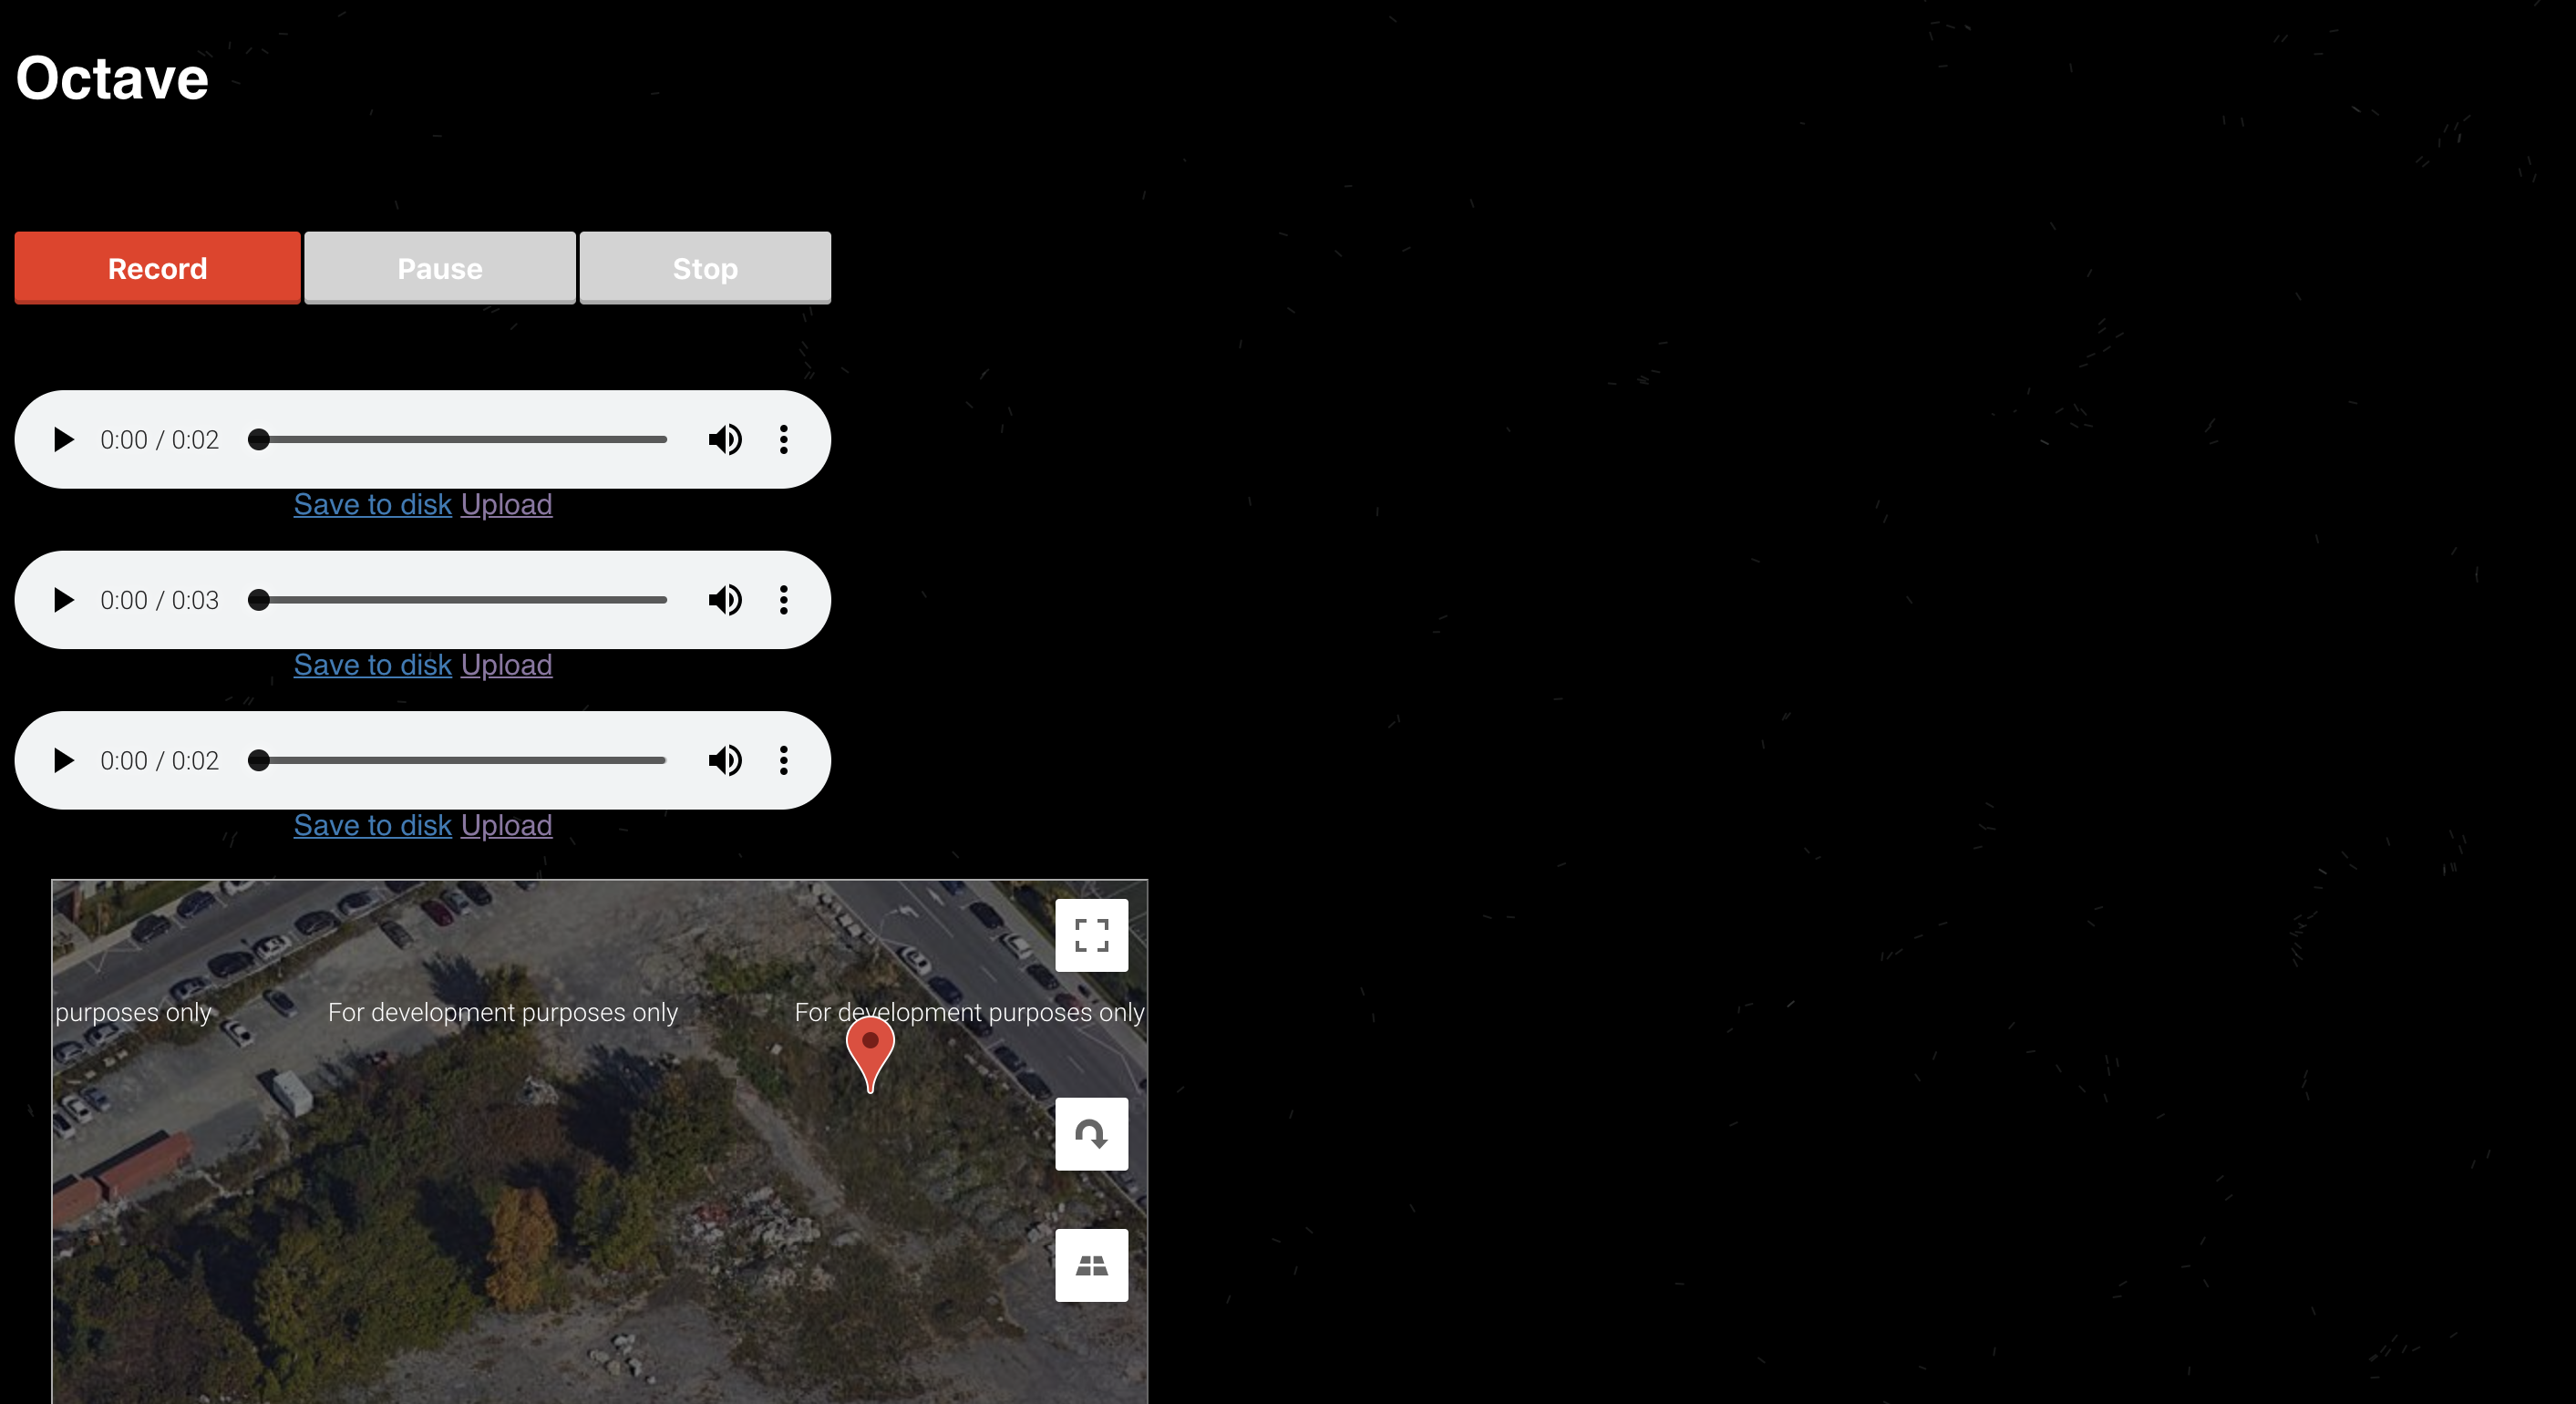 Octave
Record Pause Stop
0:00 / 0:02
Save to disk Upload
0:00 / 0:03
Save to disk Upload
0:00 / 0:02
Save to disk Upload
purposes only For development purposes only For development purposes only